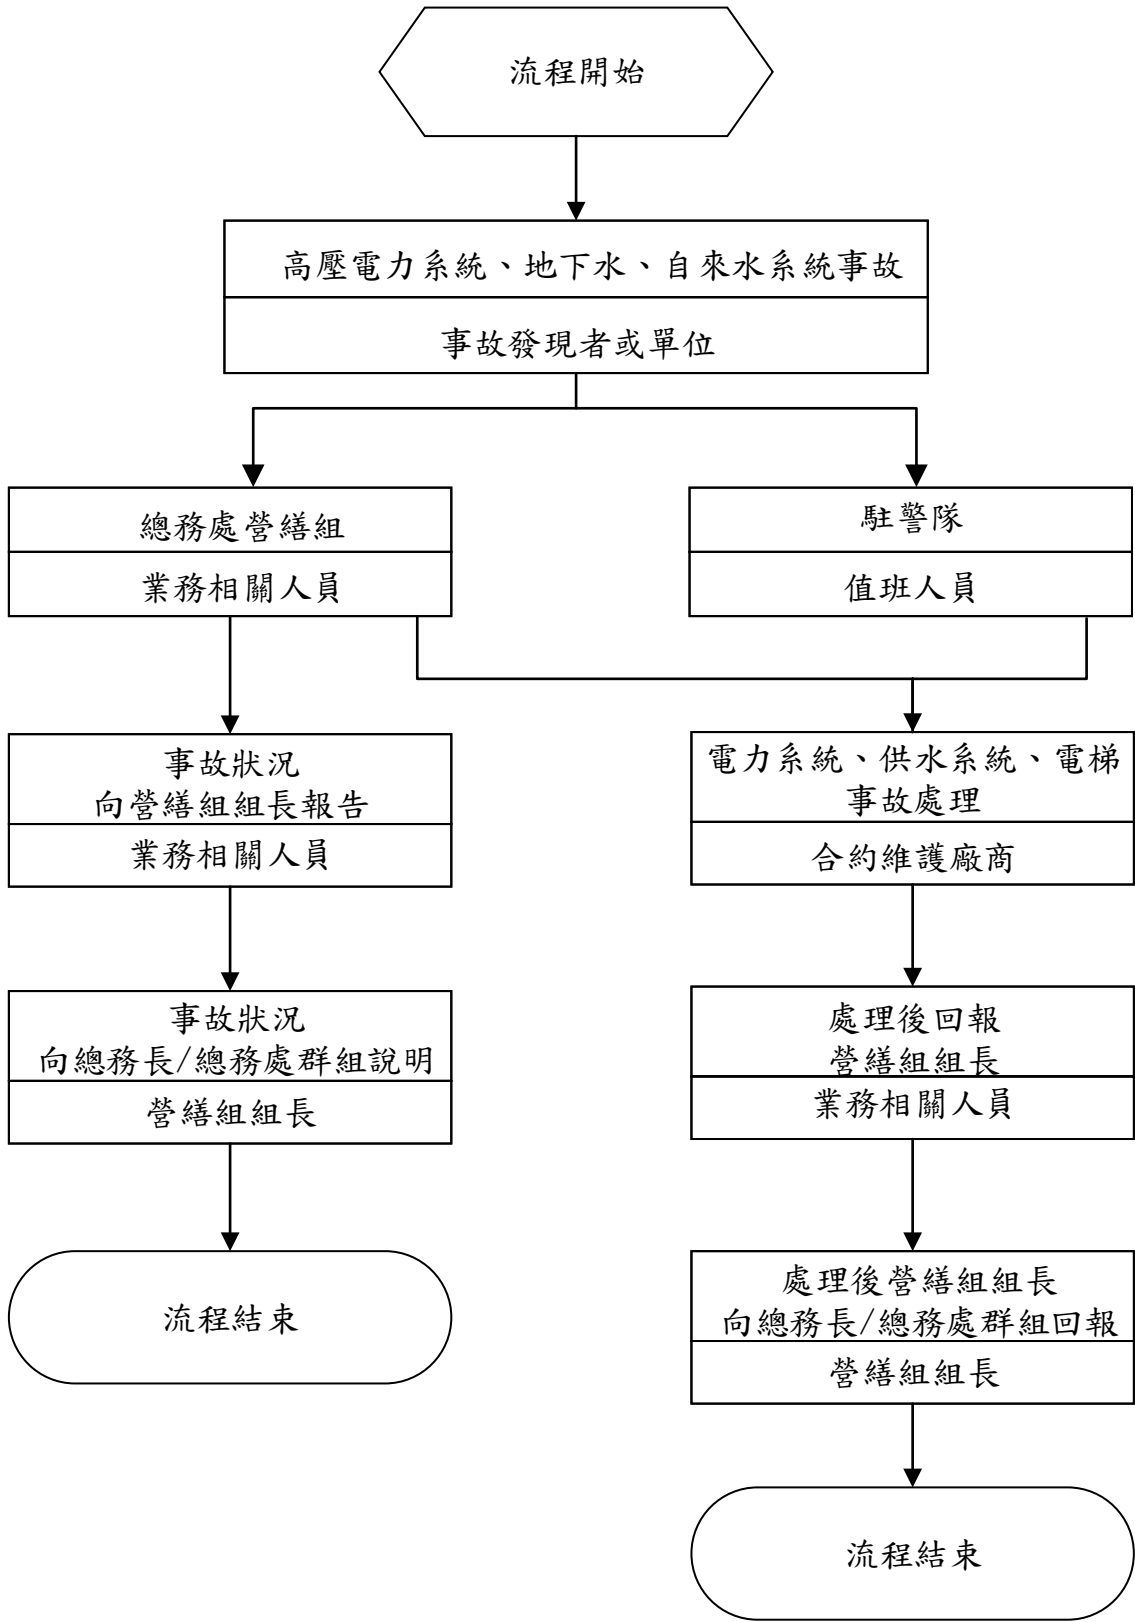 流程開始
高壓電力系統、地下水、自來水系統事故
事故發現者或單位
總務處營繕組
業務相關人員
駐警隊
值班人員
事故狀況
向營繕組組長報告
業務相關人員
電力系統、供水系統、電梯
事故處理
合約維護廠商
事故狀況
向總務長/總務處群組說明
營繕組組長
處理後回報
營繕組組長
業務相關人員
流程結束
處理後營繕組組長
向總務長/總務處群組回報
營繕組組長
流程結束